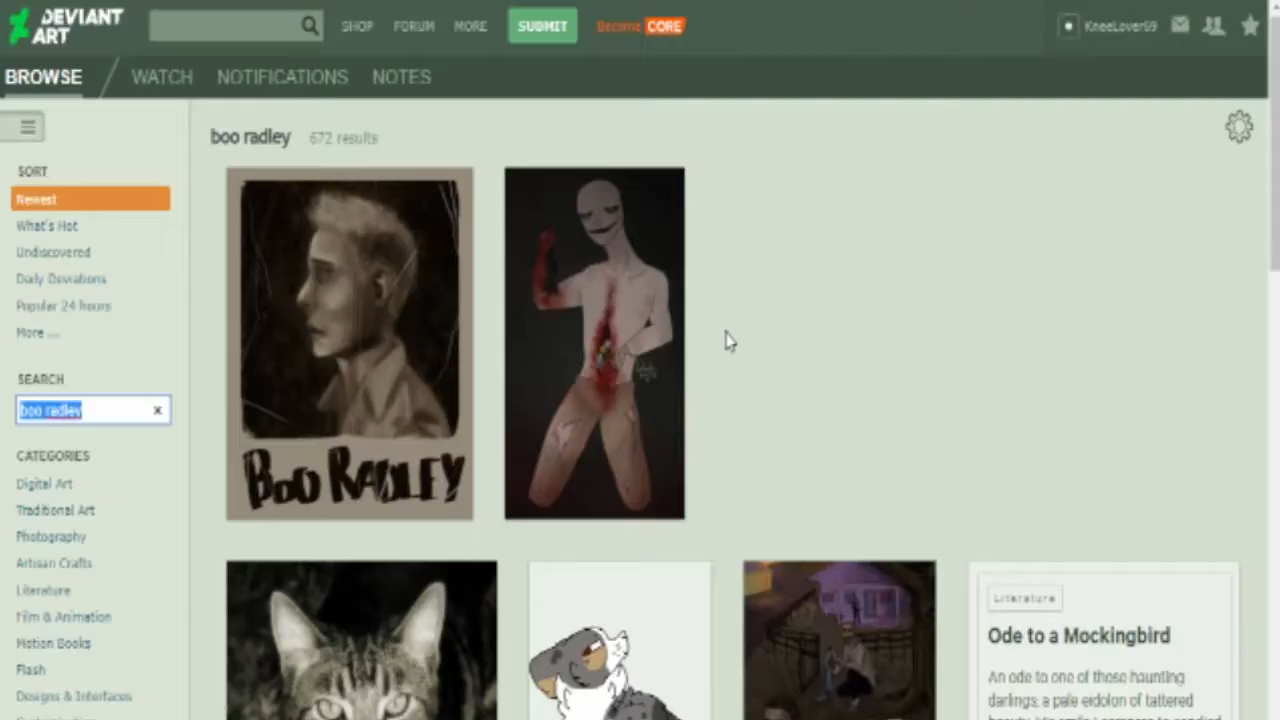 DEVIANT ART
SHOP FORUM MORE SUBMIT Become CORE KneeLover69
BROWSE WATCH NOTIFICATIONS NOTES
boo radley 672 results
SORT
Newest
What's Hot
Undiscovered
Daily Deviations
Popular 24 hours
More ...
SEARCH
boo radley x
CATEGORIES
Digital Art
Traditional Art
Photography
Artisan Crafts
Literature
Film & Animation
Motion Books
Flash
Designs & Interfaces
BOO RADLEY
Literature
Ode to a Mockingbird
An ode to one of those haunting
darlings; a pale eidolon of tattered